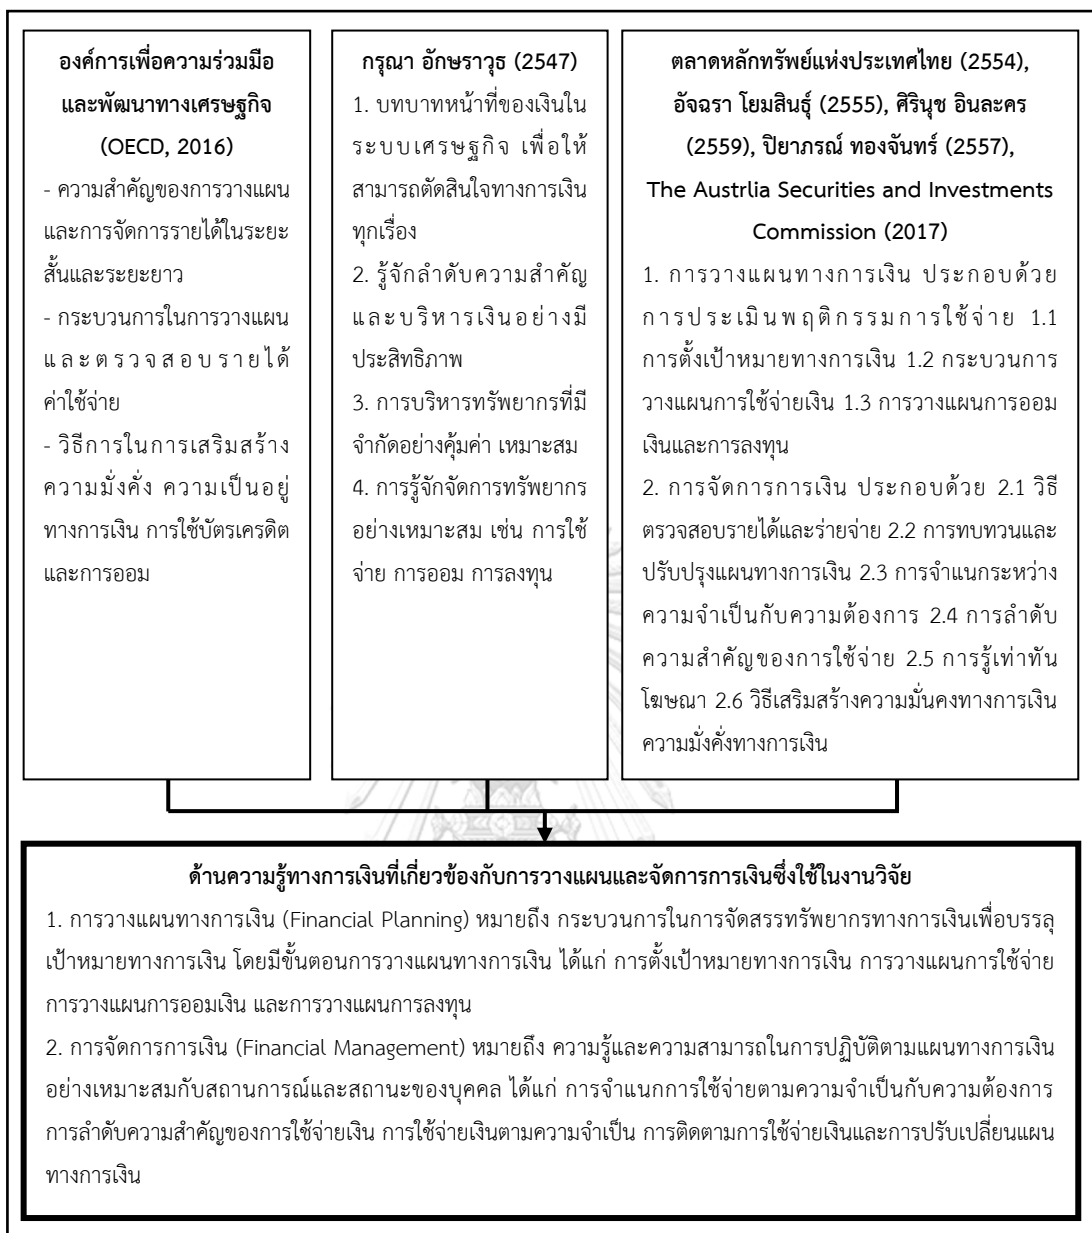 องค์การเพื่อความร่วมมือ
และพัฒนาทางเศรษฐกิจ
(OECD, 2016)
- ความสำคัญของการวางแผน
และการจัดการรายได้ในระยะ
สั้นและระยะยาว
- กระบวนการในการวางแผน
และตรวจสอบรายได้
ค่าใช้จ่าย
- วิธีการในการเสริมสร้าง
ความมั่งคั่ง ความเป็นอยู่
ทางการเงิน การใช้บัตรเครดิต
และการออม
กรุณา อักษราวุธ (2547)
1. บทบาทหน้าที่ของเงินใน
ระบบเศรษฐกิจ เพื่อให้
สามารถตัดสินใจทางการเงิน
ทุกเรื่อง
2. รู้จักลำดับความสำคัญ
และบริหารเงินอย่างมี
ประสิทธิภาพ
3. การบริหารทรัพยากรที่มี
จำกัดอย่างคุ้มค่า เหมาะสม
4. การรู้จักจัดการทรัพยากร
อย่างเหมาะสม เช่น การใช้
จ่าย การออม การลงทุน
ตลาดหลักทรัพย์แห่งประเทศไทย (2554),
อัจฉรา โยมสินธุ์ (2555), ศิรินุช อินละคร
(2559), ปิยาภรณ์ ทองจันทร์ (2557),
The Austrlia Securities and Investments
Commission (2017)
1. การวางแผนทางการเงิน ประกอบด้วย
การประเมินพฤติกรรมการใช้จ่าย 1.1
การตั้งเป้าหมายทางการเงิน 1.2 กระบวนการ
วางแผนการใช้จ่ายเงิน 1.3 การวางแผนการออม
เงินและการลงทุน
2. การจัดการการเงิน ประกอบด้วย 2.1 วิธี
ตรวจสอบรายได้และร่ายจ่าย 2.2 การทบทวนและ
ปรับปรุงแผนทางการเงิน 2.3 การจำแนกระหว่าง
ความจำเป็นกับความต้องการ 2.4 การลำดับ
ความสำคัญของการใช้จ่าย 2.5 การรู้เท่าทัน
โฆษณา 2.6 วิธีเสริมสร้างความมั่นคงทางการเงิน
ความมั่งคั่งทางการเงิน
ด้านความรู้ทางการเงินที่เกี่ยวข้องกับการวางแผนและจัดการการเงินซึ่งใช้ในงานวิจัย
1. การวางแผนทางการเงิน (Financial Planning) หมายถึง กระบวนการในการจัดสรรทรัพยากรทางการเงินเพื่อบรรลุ
เป้าหมายทางการเงิน โดยมีขั้นตอนการวางแผนทางการเงิน ได้แก่ การตั้งเป้าหมายทางการเงิน การวางแผนการใช้จ่าย
การวางแผนการออมเงิน และการวางแผนการลงทุน
2. การจัดการการเงิน (Financial Management) หมายถึง ความรู้และความสามารถในการปฏิบัติตามแผนทางการเงิน
อย่างเหมาะสมกับสถานการณ์และสถานะของบุคคล ได้แก่ การจำแนกการใช้จ่ายตามความจำเป็นกับความต้องการ
การลำดับความสำคัญของการใช้จ่ายเงิน การใช้จ่ายเงินตามความจำเป็น การติดตามการใช้จ่ายเงินและการปรับเปลี่ยนแผน
ทางการเงิน